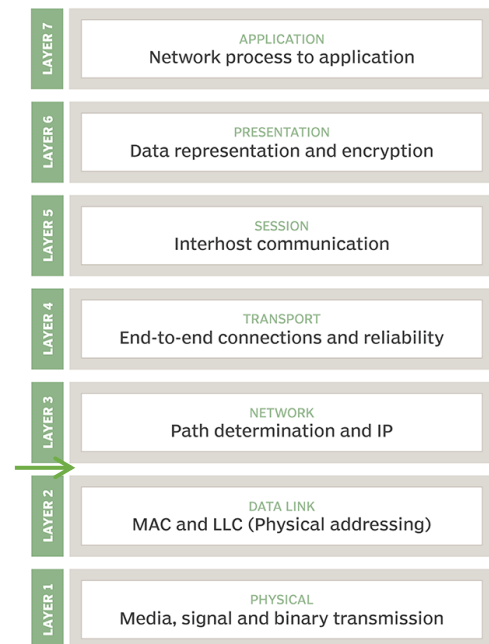 LAYER 7
APPLICATION
Network process to application
LAYER 6
PRESENTATION
Data representation and encryption
LAYER 5
SESSION
Interhost communication
LAYER 4
TRANSPORT
End-to-end connections and reliability
LAYER 3
NETWORK
Path determination and IP
LAYER 2
DATA LINK
MAC and LLC (Physical addressing)
LAYER 1
PHYSICAL
Media, signal and binary transmission